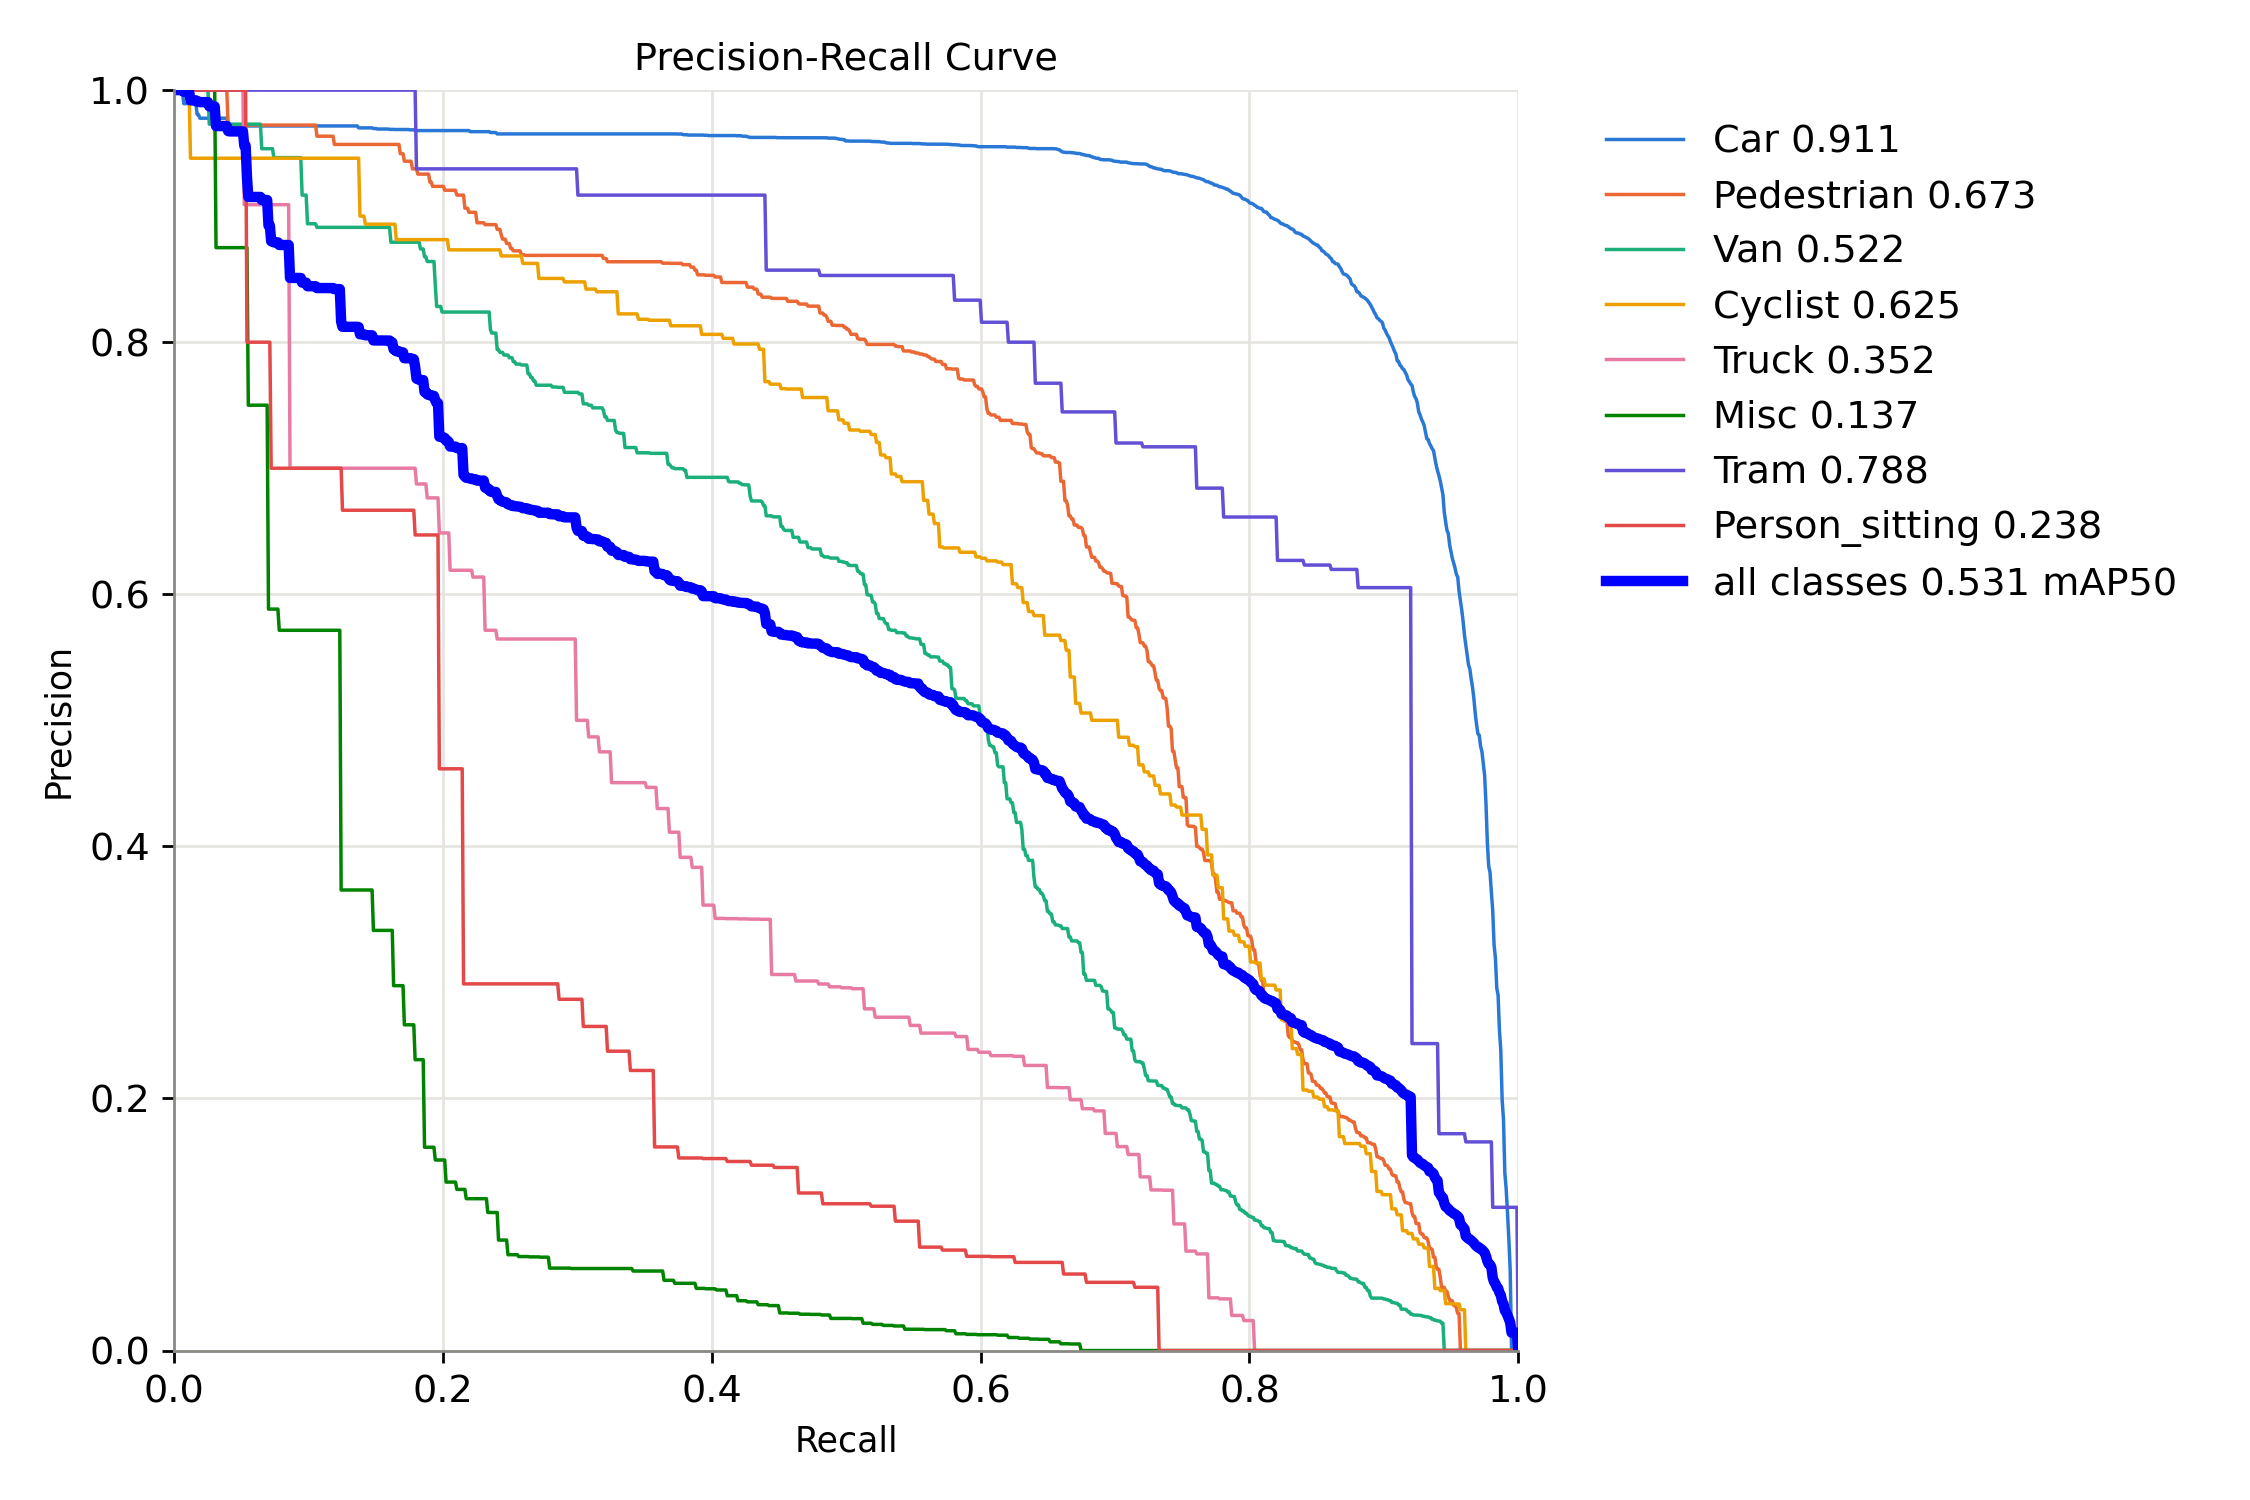 Precision-Recall Curve
1.0
0.8
0.6
0.4
0.2
0.0
Precision
0.0 0.2 0.4 0.6 0.8 1.0
Recall
Car 0.911
Pedestrian 0.673
Van 0.522
Cyclist 0.625
Truck 0.352
Misc 0.137
Tram 0.788
Person_sitting 0.238
all classes 0.531 mAP50